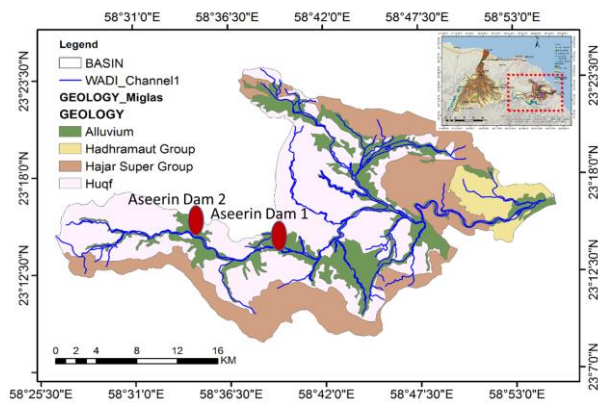 58°31'0"E 58°36'30"E 58°42'0"E 58°47'30"E 58°53'0"E
Legend
BASIN
WADI_Channel1
GEOLOGY_Miglas
GEOLOGY
Alluvium
Hadhramaut Group
Hajar Super Group
Huqf
23°23'30"N
23°23'30"N
23°18'0"N
23°18'0"N
Aseerin Dam 2
Aseerin Dam 1
23°12'30"N
23°12'30"N
0 2 4 8 12 16
KM
23°7'0"N
58°25'30"E 58°31'0"E 58°36'30"E 58°42'0"E 58°47'30"E 58°53'0"E